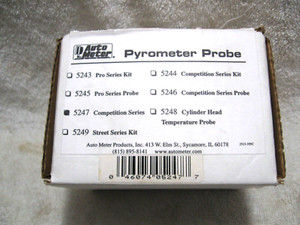 Auto Meter Pyrometer Probe
5243 Pro Series Kit 5244 Competition Series Kit
5245 Pro Series Probe 5246 Competition Series Probe
5247 Competition Series 5248 Cylinder Head
Temperature Probe
5249 Street Series Kit
Auto Meter Products, Inc. 413 W. Elm St., Sycamore, IL 60178
(815) 895-8141 www.autometer.com
0 46074 05247 7